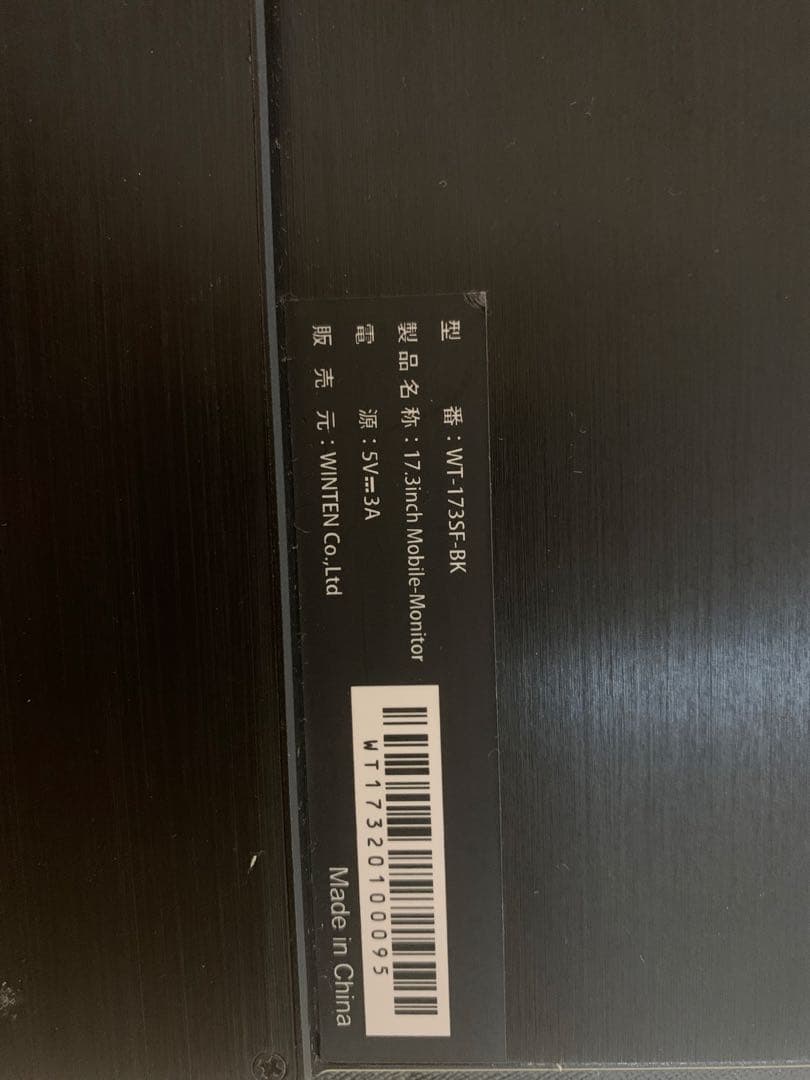 型 番：WT-173SF-BK
製品名称：17.3inch Mobile-Monitor
電 源：5V⎓3A
販 売 元：WINTEN Co.,Ltd
WT17320100095
Made in China